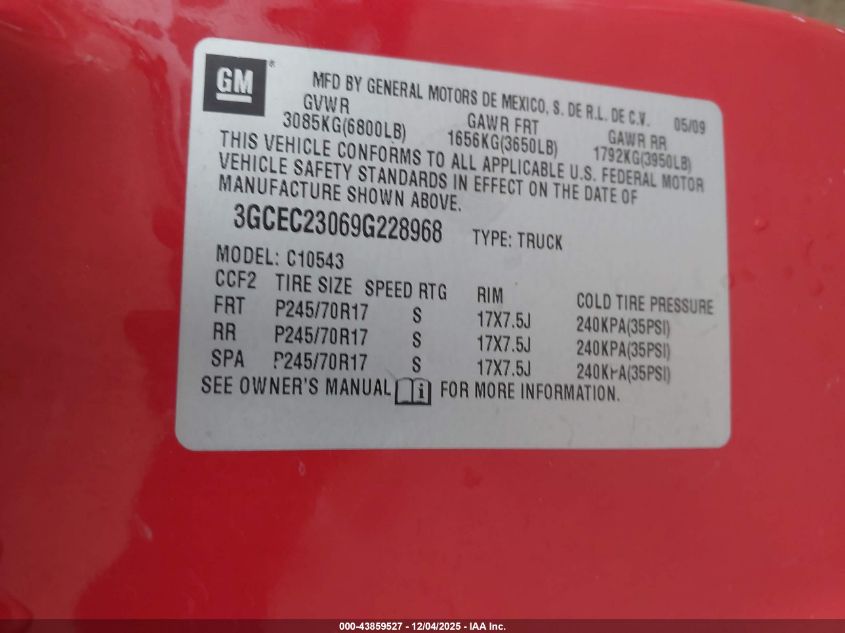 GM®
MFD BY GENERAL MOTORS DE MEXICO, S. DE R.L. DE C.V. 05/09
GVWR GAWR FRT GAWR RR
3085KG(6800LB) 1656KG(3650LB) 1792KG(3950LB)
THIS VEHICLE CONFORMS TO ALL APPLICABLE U.S. FEDERAL MOTOR
VEHICLE SAFETY STANDARDS IN EFFECT ON THE DATE OF
MANUFACTURE SHOWN ABOVE.
3GCEC23069G228968 TYPE: TRUCK
MODEL: C10543
CCF2 TIRE SIZE SPEED RTG RIM COLD TIRE PRESSURE
FRT P245/70R17 S 17X7.5J 240KPA(35PSI)
RR P245/70R17 S 17X7.5J 240KPA(35PSI)
SPA P245/70R17 S 17X7.5J 240KPA(35PSI)
SEE OWNER'S MANUAL i FOR MORE INFORMATION.
000-43859527 - 12/04/2025 - IAA Inc.